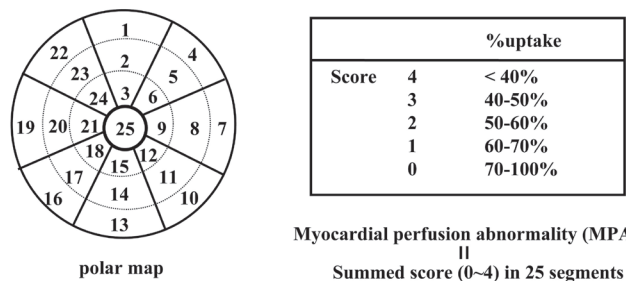 1
22 4
2
23 5
24 3 6
19 20 21 25 9 8 7
18 12
15
17 11
14
16 10
13
polar map
%uptake
Score 4 < 40%
3 40-50%
2 50-60%
1 60-70%
0 70-100%
Myocardial perfusion abnormality (MPA
=
Summed score (0~4) in 25 segments